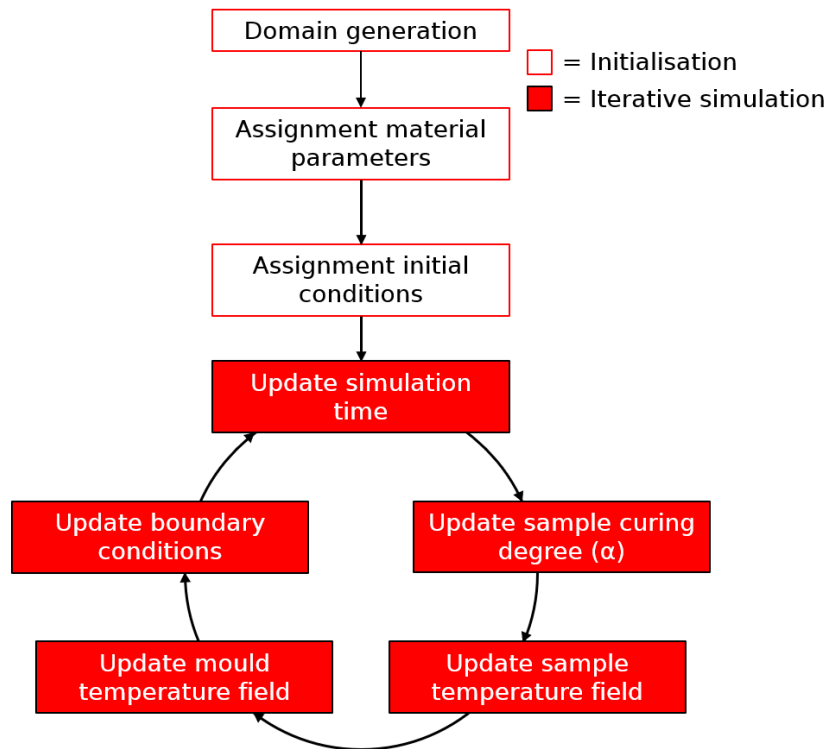 Domain generation
= Initialisation
= Iterative simulation
Assignment material
parameters
Assignment initial
conditions
Update simulation
time
Update boundary
conditions
Update sample curing
degree (α)
Update mould
temperature field
Update sample
temperature field